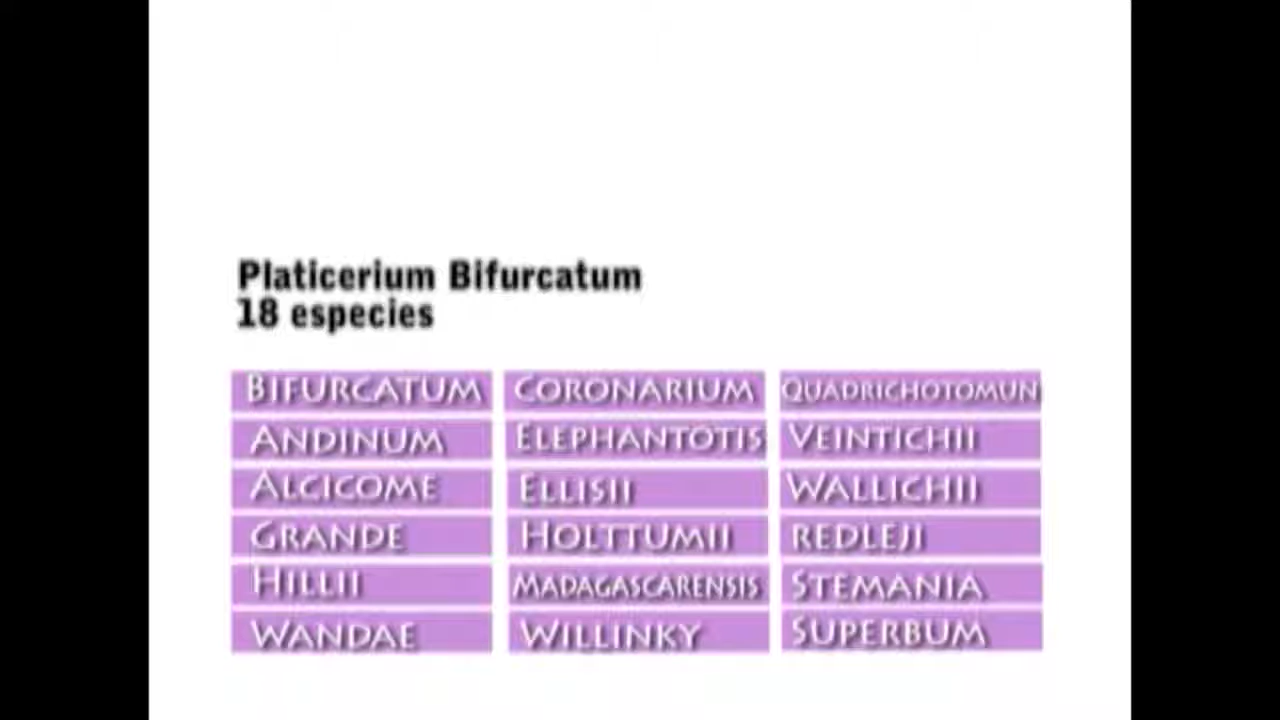 Platicerium Bifurcatum
18 especies
BIFURCATUM CORONARIUM QUADRICHOTOMUN
ANDINUM ELEPHANTOTIS VEINTICHII
ALCICOME ELLISII WALLICHII
GRANDE HOLTTUMII REDLEJI
HILLII MADAGASCARENSIS STEMANIA
WANDAE WILLINKY SUPERBUM